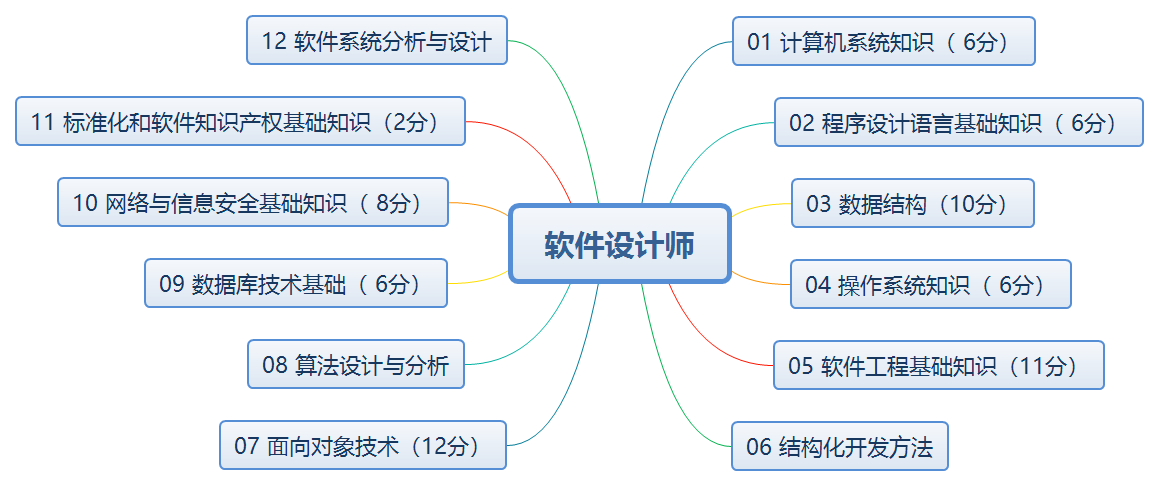 软件设计师
01 计算机系统知识（ 6分）
02 程序设计语言基础知识（ 6分）
03 数据结构（10分）
04 操作系统知识（ 6分）
05 软件工程基础知识（11分）
06 结构化开发方法
07 面向对象技术（12分）
08 算法设计与分析
09 数据库技术基础（ 6分）
10 网络与信息安全基础知识（ 8分）
11 标准化和软件知识产权基础知识（2分）
12 软件系统分析与设计